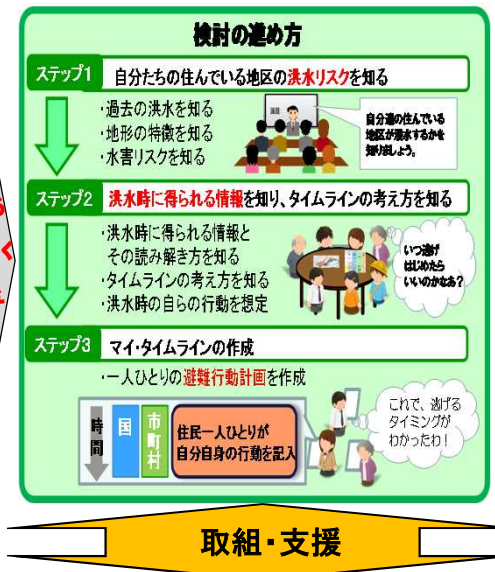 検討の進め方
ステップ1 自分たちの住んでいる地区の洪水リスクを知る
・過去の洪水を知る
・地形の特徴を知る
・水害リスクを知る
自分達の住んでいる
地区が浸水するかを
知りましょう。
ステップ2 洪水時に得られる情報を知り、タイムラインの考え方を知る
・洪水時に得られる情報と
その読み解き方を知る
・タイムラインの考え方を知る
・洪水時の自らの行動を想定
いつ逃げ
はじめたら
いいのかなあ?
ステップ3 マイ・タイムラインの作成
・一人ひとりの避難行動計画を作成
時間
国
市町村
住民一人ひとりが
自分自身の行動を記入
これで、逃げる
タイミングが
わかったわ!
取組・支援